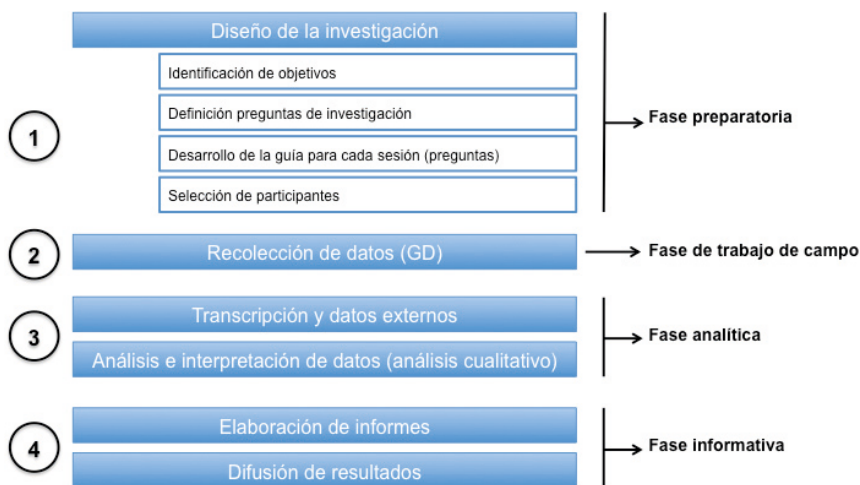 Diseño de la investigación
Identificación de objetivos
Definición preguntas de investigación
1
Fase preparatoria
Desarrollo de la guía para cada sesión (preguntas)
Selección de participantes
2
Recolección de datos (GD)
Fase de trabajo de campo
Transcripción y datos externos
3
Fase analítica
Análisis e interpretación de datos (análisis cualitativo)
Elaboración de informes
4
Fase informativa
Difusión de resultados